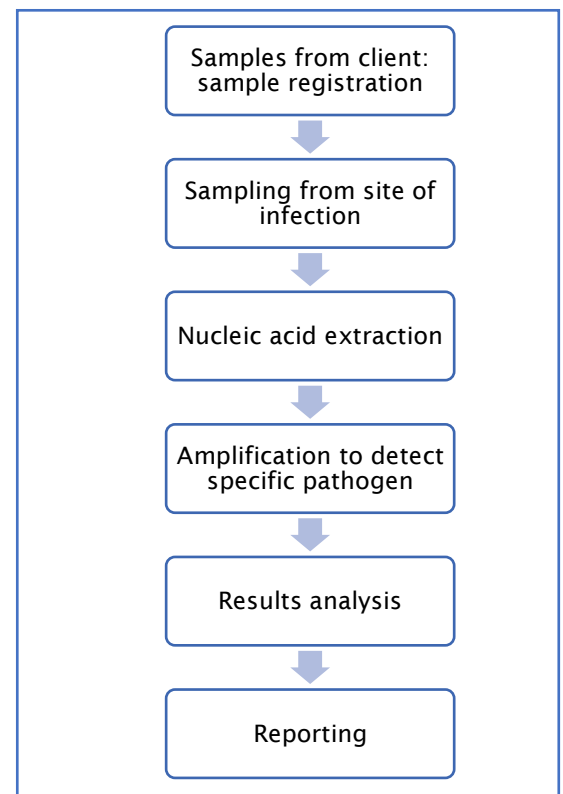 Samples from client:
sample registration
Sampling from site of
infection
Nucleic acid extraction
Amplification to detect
specific pathogen
Results analysis
Reporting